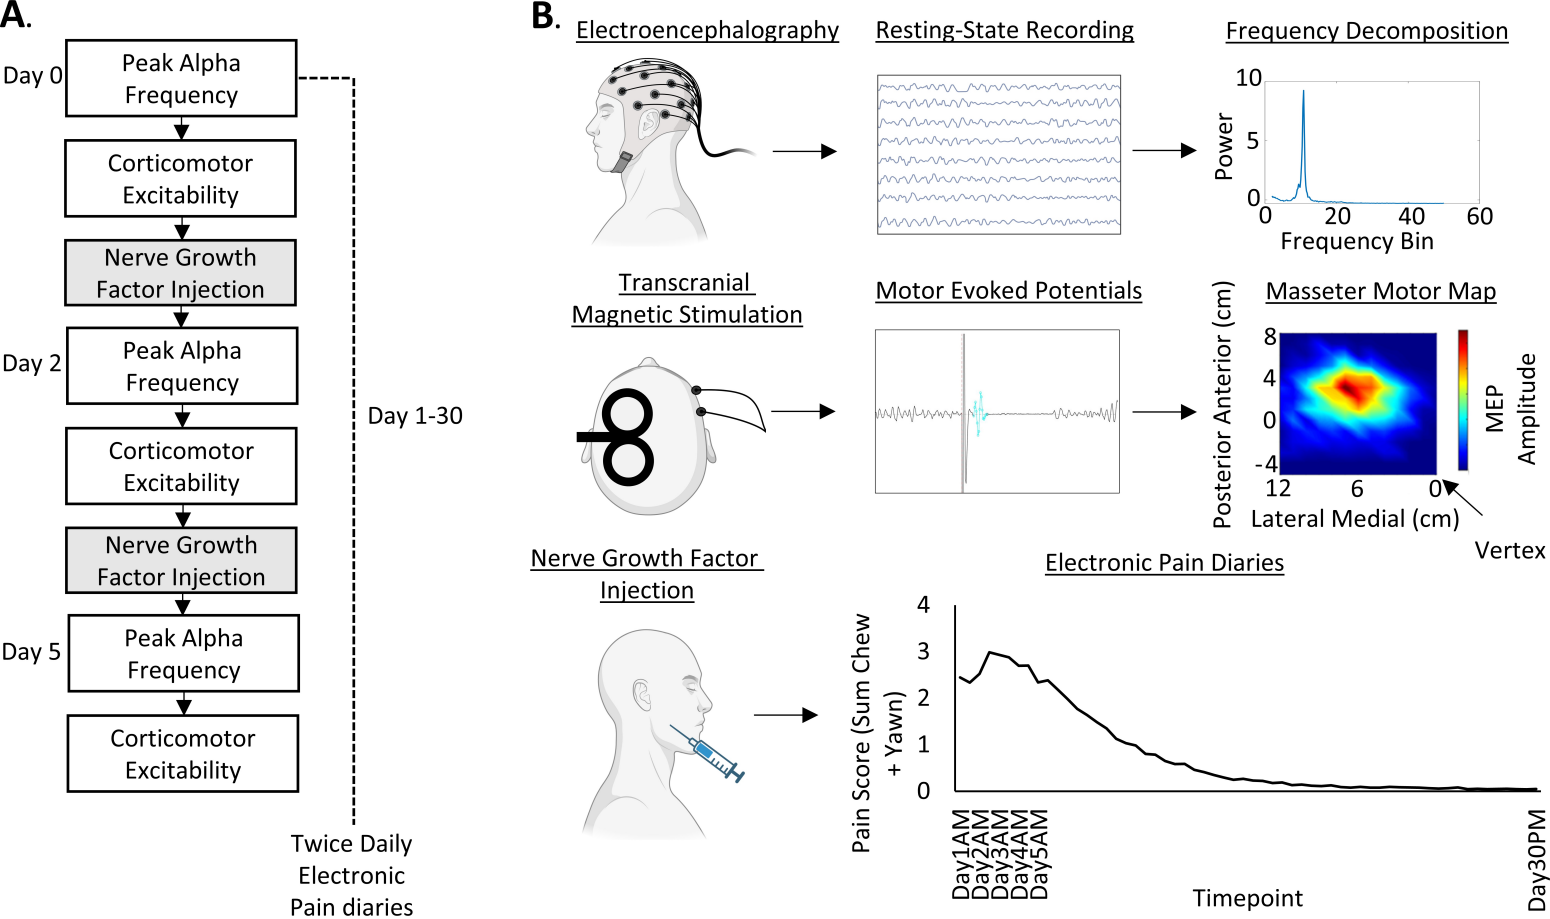 A.
Day 0
Peak Alpha
Frequency
Corticomotor
Excitability
Nerve Growth
Factor Injection
Day 2
Peak Alpha
Frequency
Corticomotor
Excitability
Nerve Growth
Factor Injection
Day 5
Peak Alpha
Frequency
Corticomotor
Excitability
Day 1-30
Twice Daily
Electronic
Pain diaries
B.
Electroencephalography
Resting-State Recording
Frequency Decomposition
Power
10
5
0
0 20 40 60
Frequency Bin
Transcranial
Magnetic Stimulation
Motor Evoked Potentials
Masseter Motor Map
Posterior Anterior (cm)
8
4
0
-4
12 6 0
Lateral Medial (cm)
MEP
Amplitude
Vertex
Nerve Growth Factor
Injection
Electronic Pain Diaries
Pain Score (Sum Chew
+ Yawn)
4
3
2
1
0
Day1AM
Day2AM
Day3AM
Day4AM
Day5AM
Day30PM
Timepoint